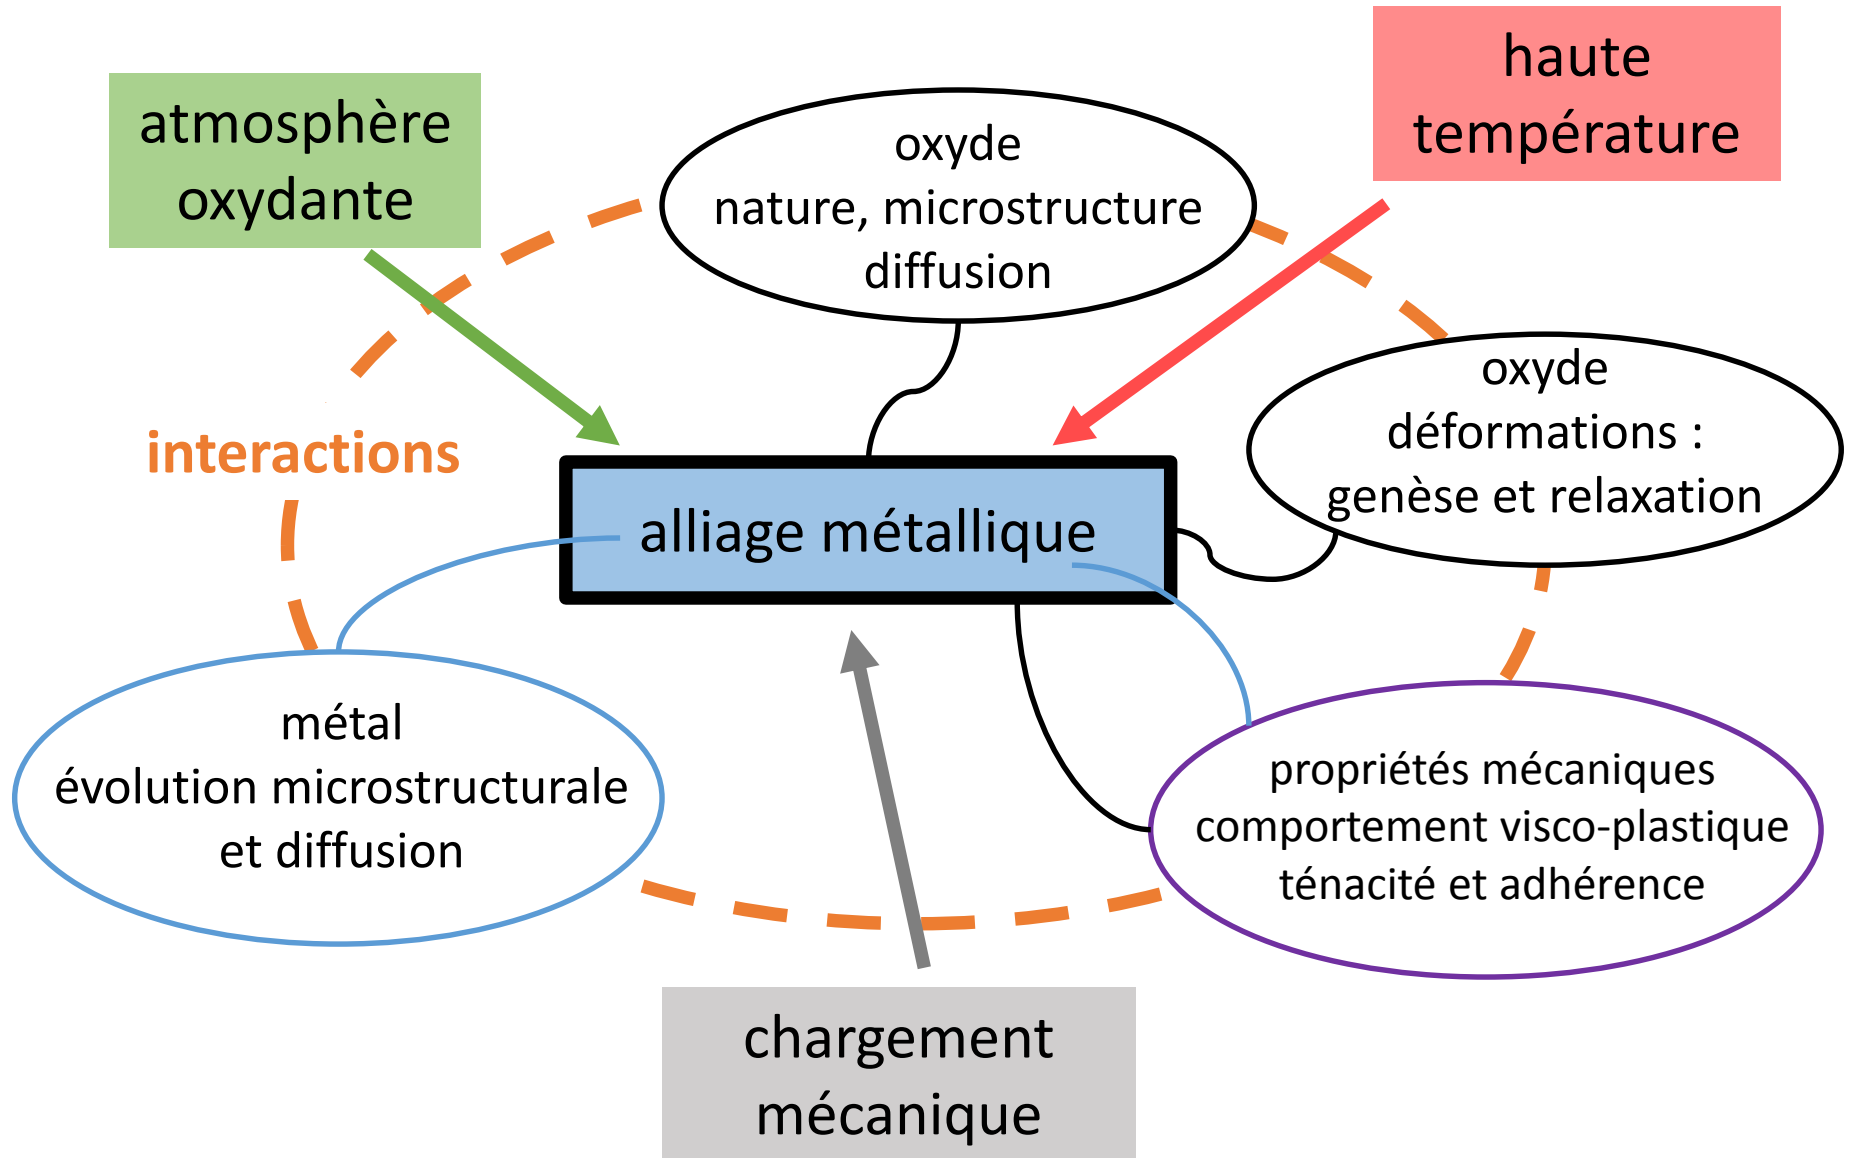 atmosphère
oxydante
haute
température
oxyde
nature, microstructure
diffusion
oxyde
déformations :
genèse et relaxation
interactions
alliage métallique
métal
évolution microstructurale
et diffusion
propriétés mécaniques
comportement visco-plastique
ténacité et adhérence
chargement
mécanique